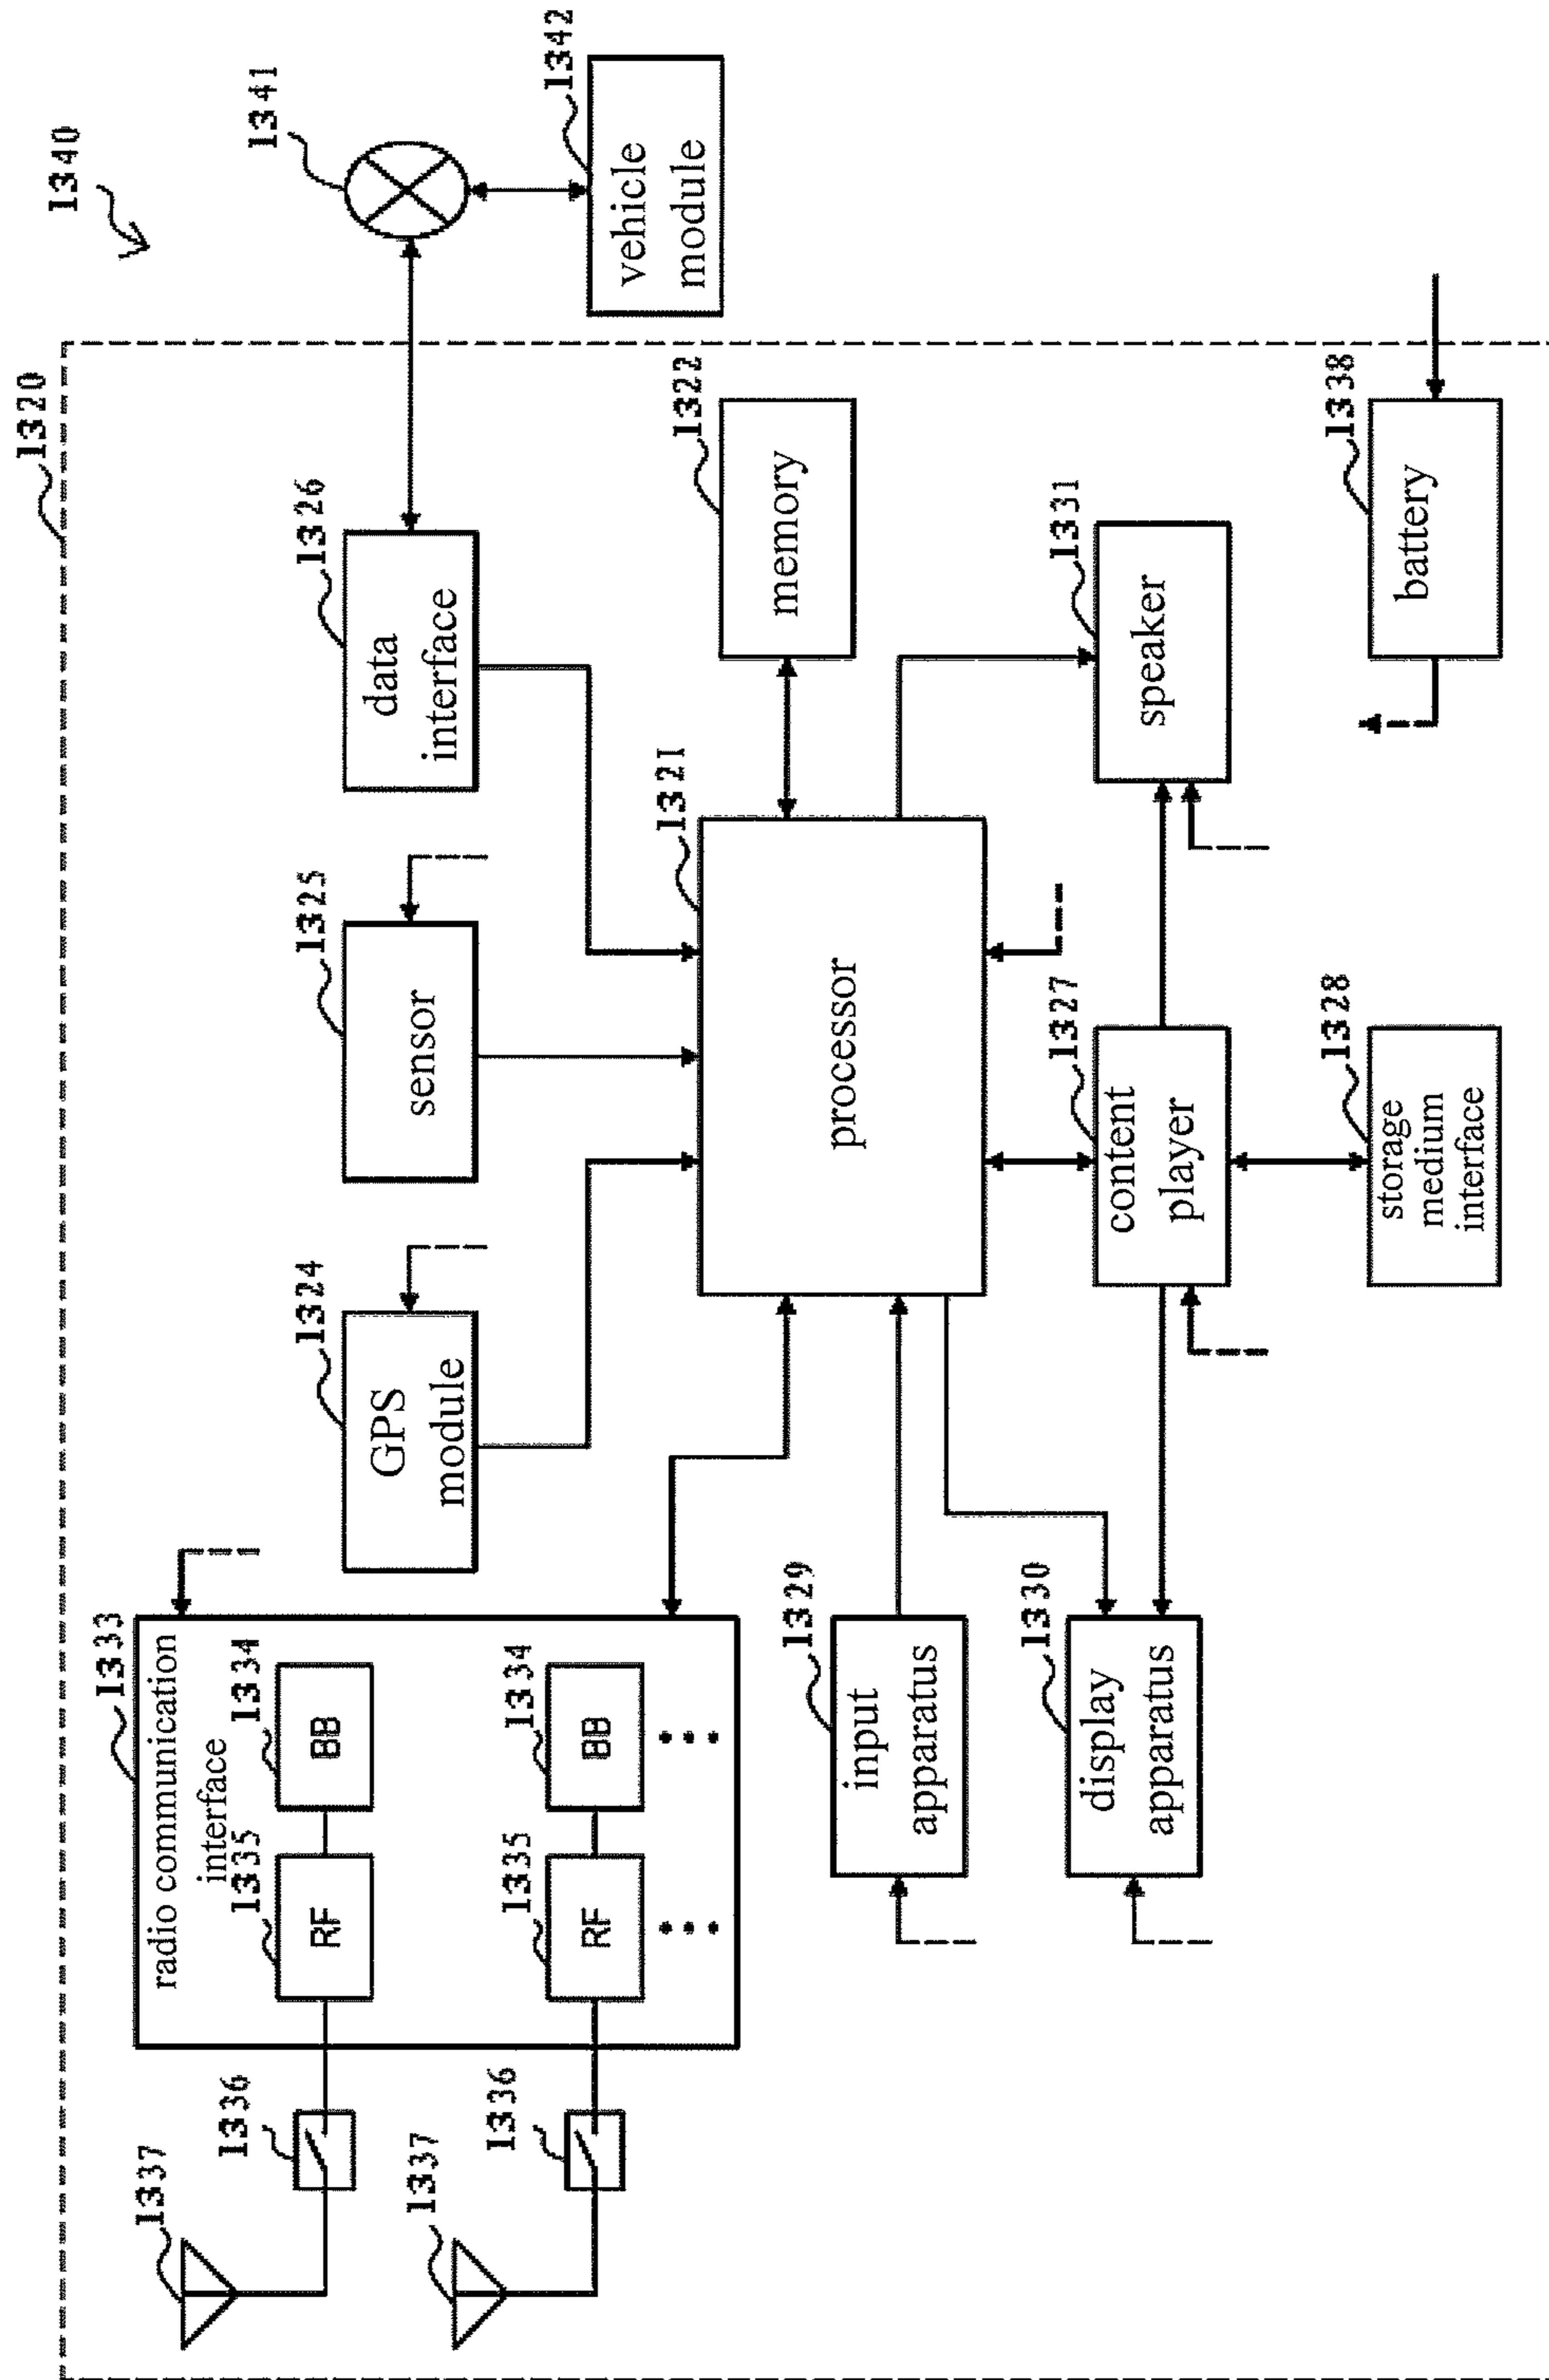 1320
1340
1333
1337
radio communication
interface
1336
1335
1334
RF
BB
1324
GPS
module
1325
sensor
1326
data
interface
1341
1342
vehicle
module
1337
1336
1335
1334
RF
BB
• • •
• • •
1321
processor
1322
memory
1329
input
apparatus
1330
display
apparatus
1327
content
player
1331
speaker
1328
storage
medium
interface
1338
battery